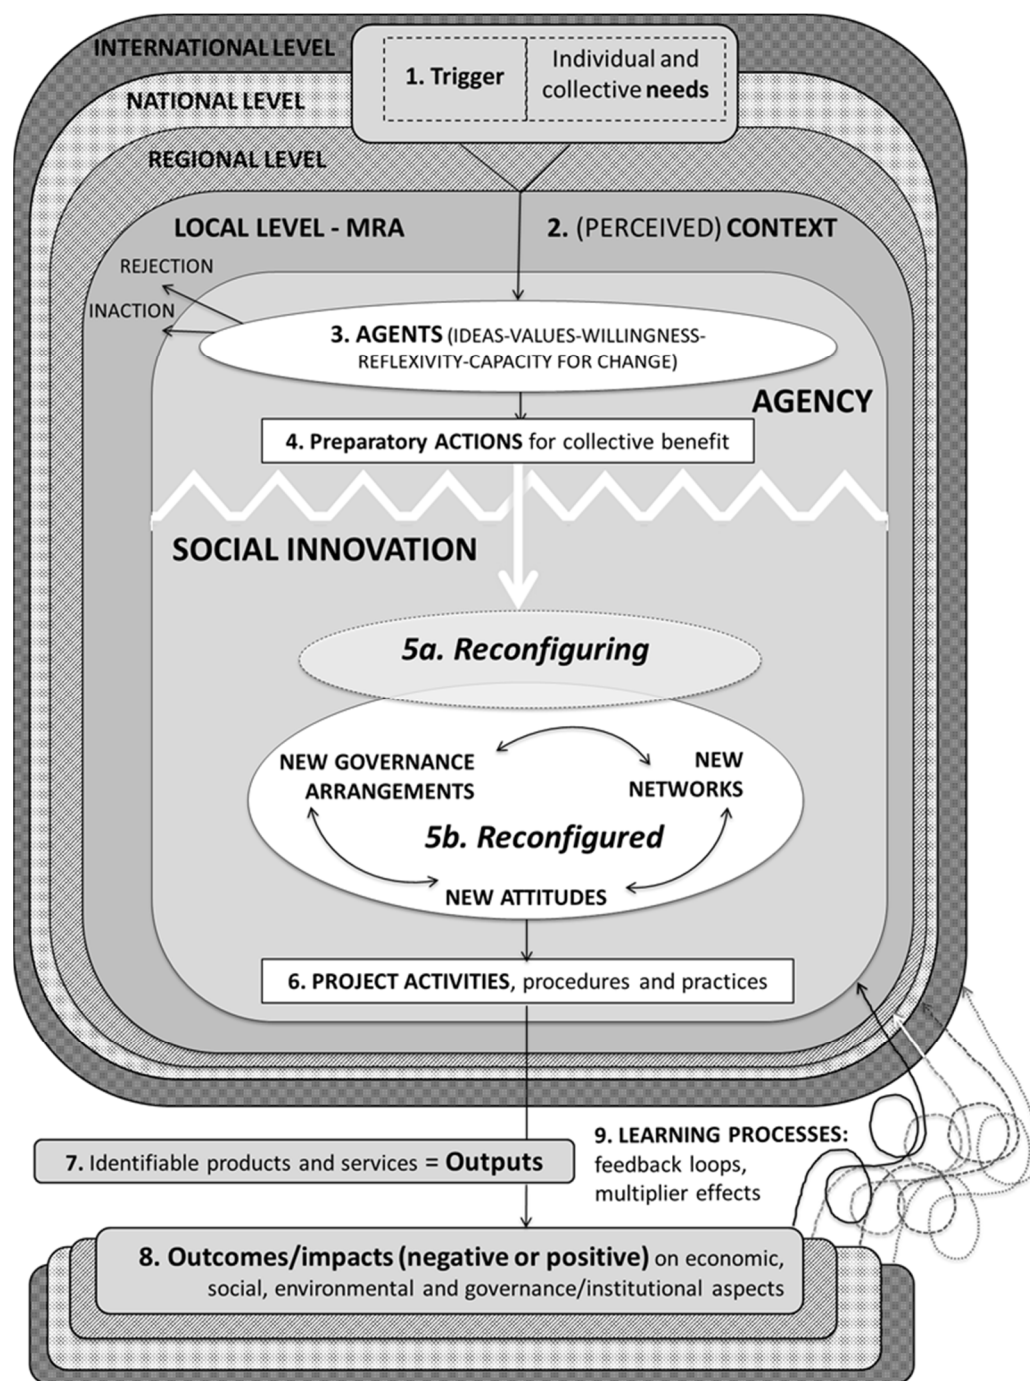 INTERNATIONAL LEVEL
1. Trigger
Individual and
collective needs
NATIONAL LEVEL
REGIONAL LEVEL
LOCAL LEVEL - MRA
2. (PERCEIVED) CONTEXT
REJECTION
INACTION
3. AGENTS (IDEAS-VALUES-WILLINGNESS-
REFLEXIVITY-CAPACITY FOR CHANGE)
AGENCY
4. Preparatory ACTIONS for collective benefit
SOCIAL INNOVATION
5a. Reconfiguring
NEW GOVERNANCE
ARRANGEMENTS
NEW
NETWORKS
5b. Reconfigured
NEW ATTITUDES
6. PROJECT ACTIVITIES, procedures and practices
7. Identifiable products and services = Outputs
9. LEARNING PROCESSES:
feedback loops,
multiplier effects
8. Outcomes/impacts (negative or positive) on economic,
social, environmental and governance/institutional aspects